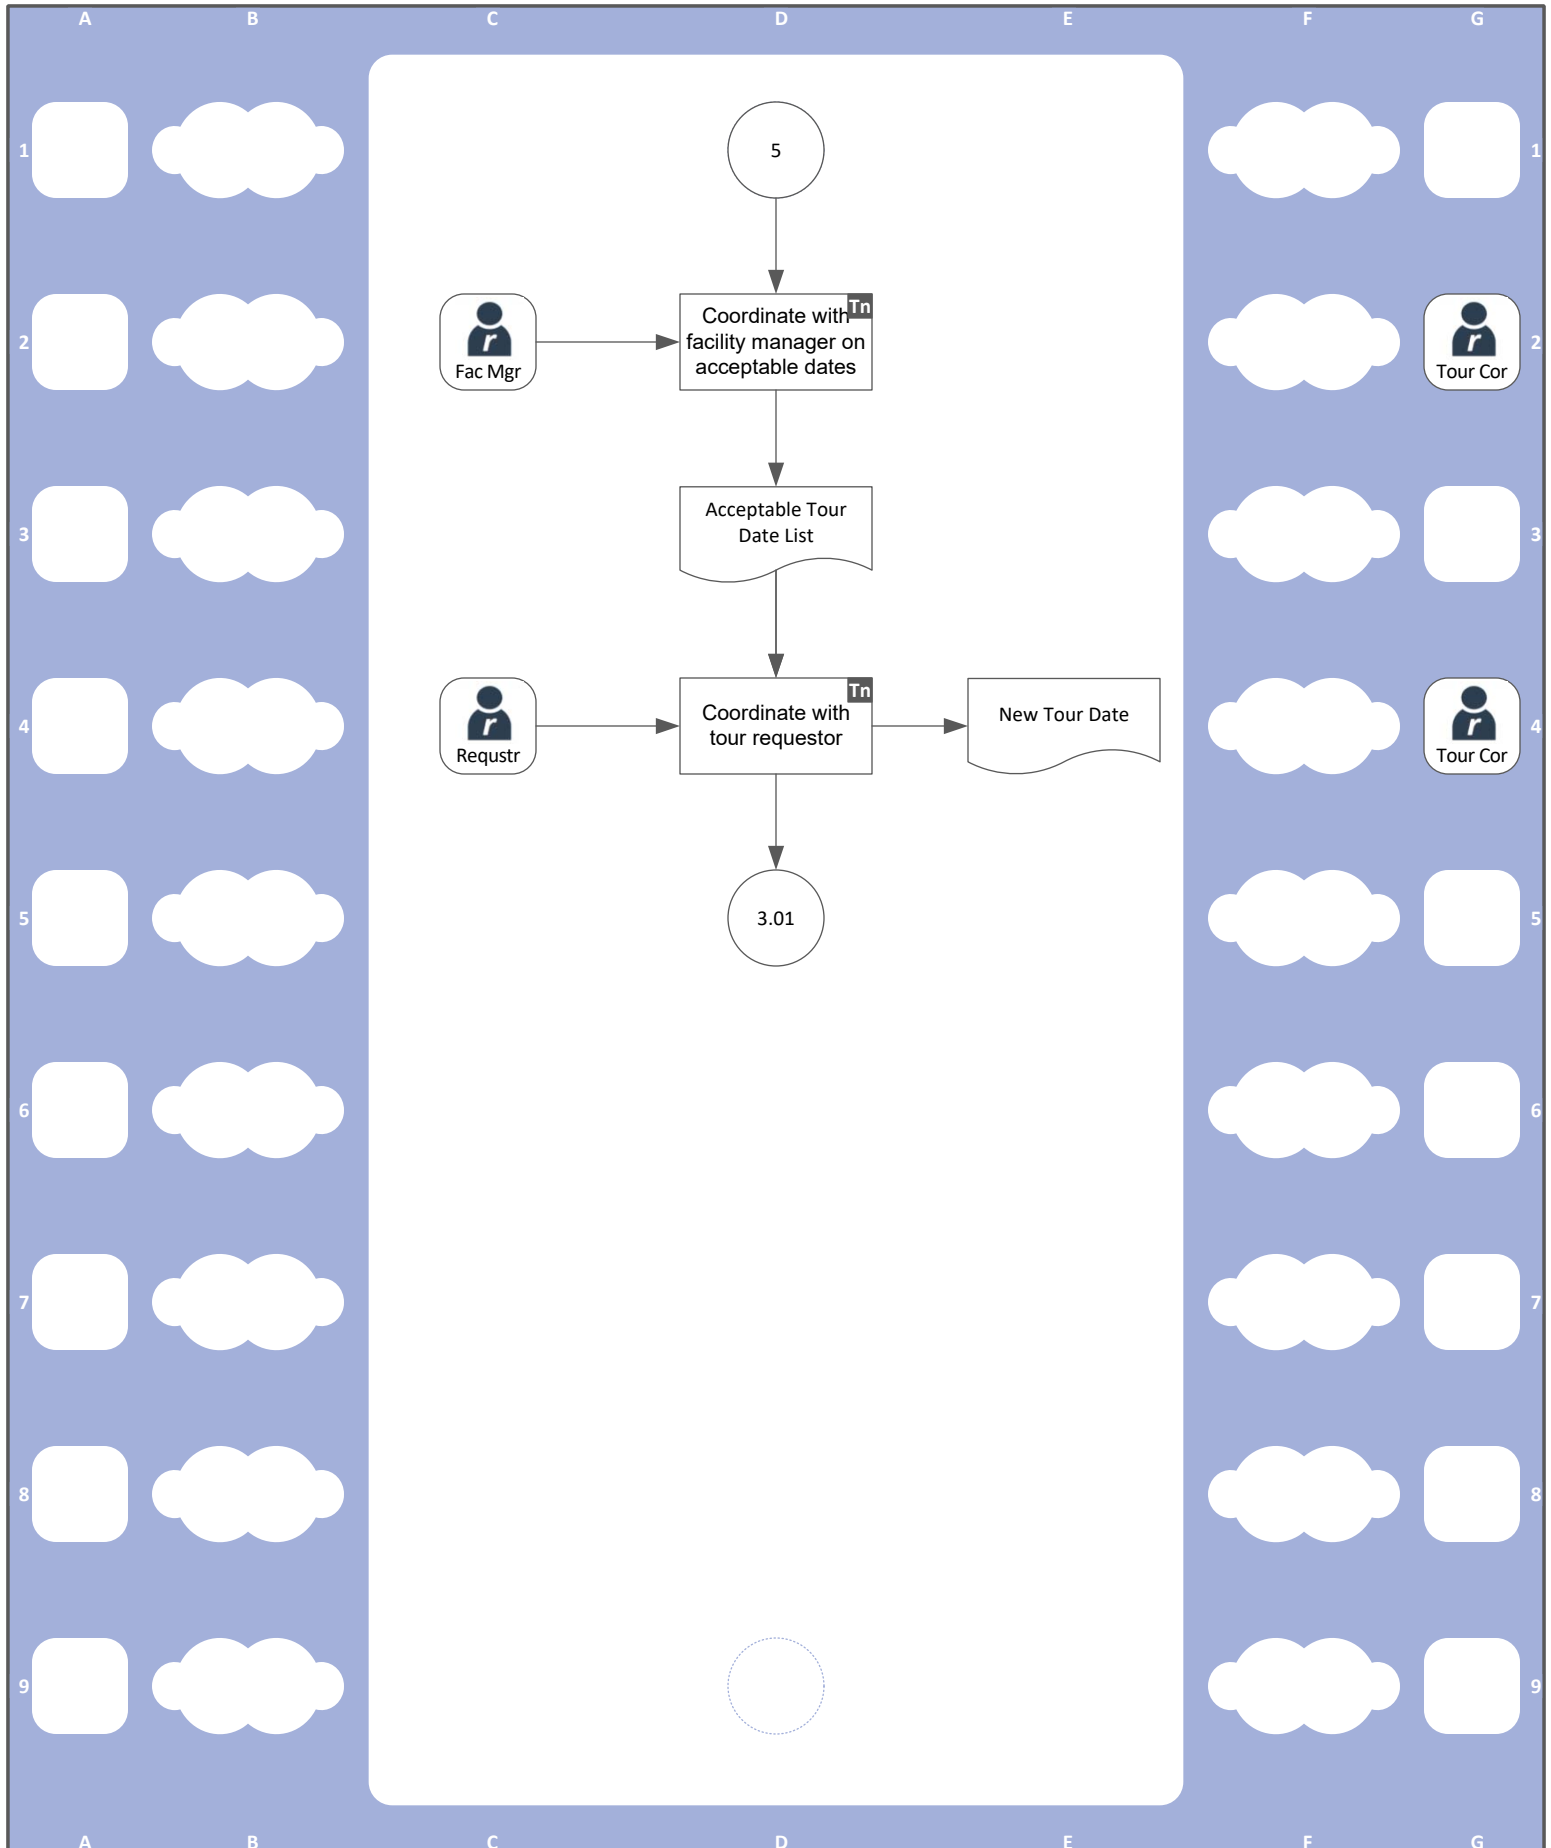 A B C D E F G
1 5 1
2 Fac Mgr r Coordinate with Tn
facility manager on
acceptable dates r Tour Cor 2
3 Acceptable Tour
Date List 3
4 Requstr r Coordinate with Tn
tour requestor New Tour Date r Tour Cor 4
5 3.01 5
6 6
7 7
8 8
9 9
A B C D E F G